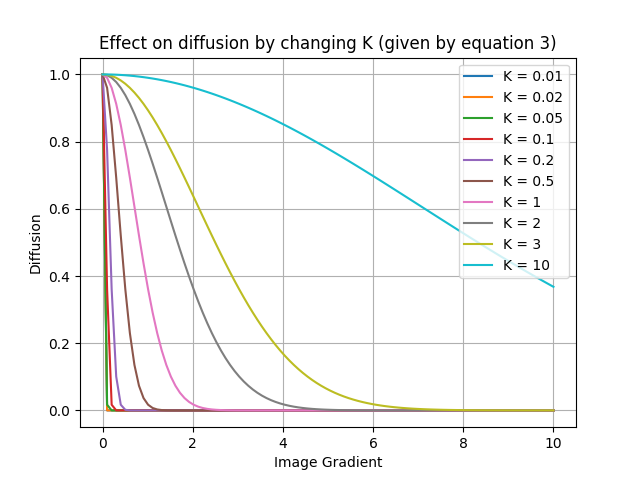 Effect on diffusion by changing K (given by equation 3)
1.0
0.8
0.6
0.4
0.2
0.0
Diffusion
K = 0.01
K = 0.02
K = 0.05
K = 0.1
K = 0.2
K = 0.5
K = 1
K = 2
K = 3
K = 10
0 2 4 6 8 10
Image Gradient